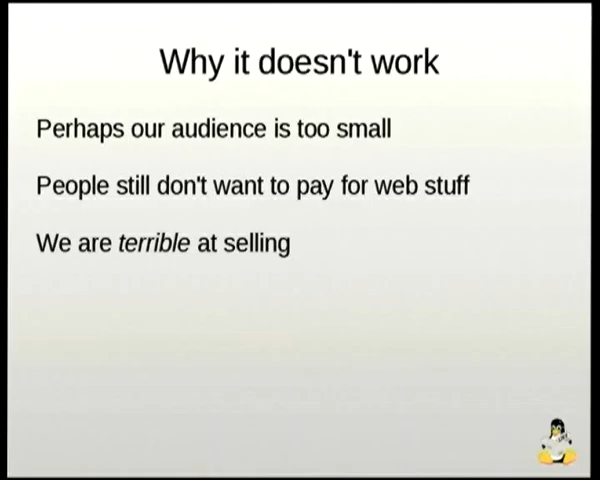 Why it doesn't work
Perhaps our audience is too small
People still don't want to pay for web stuff
We are terrible at selling